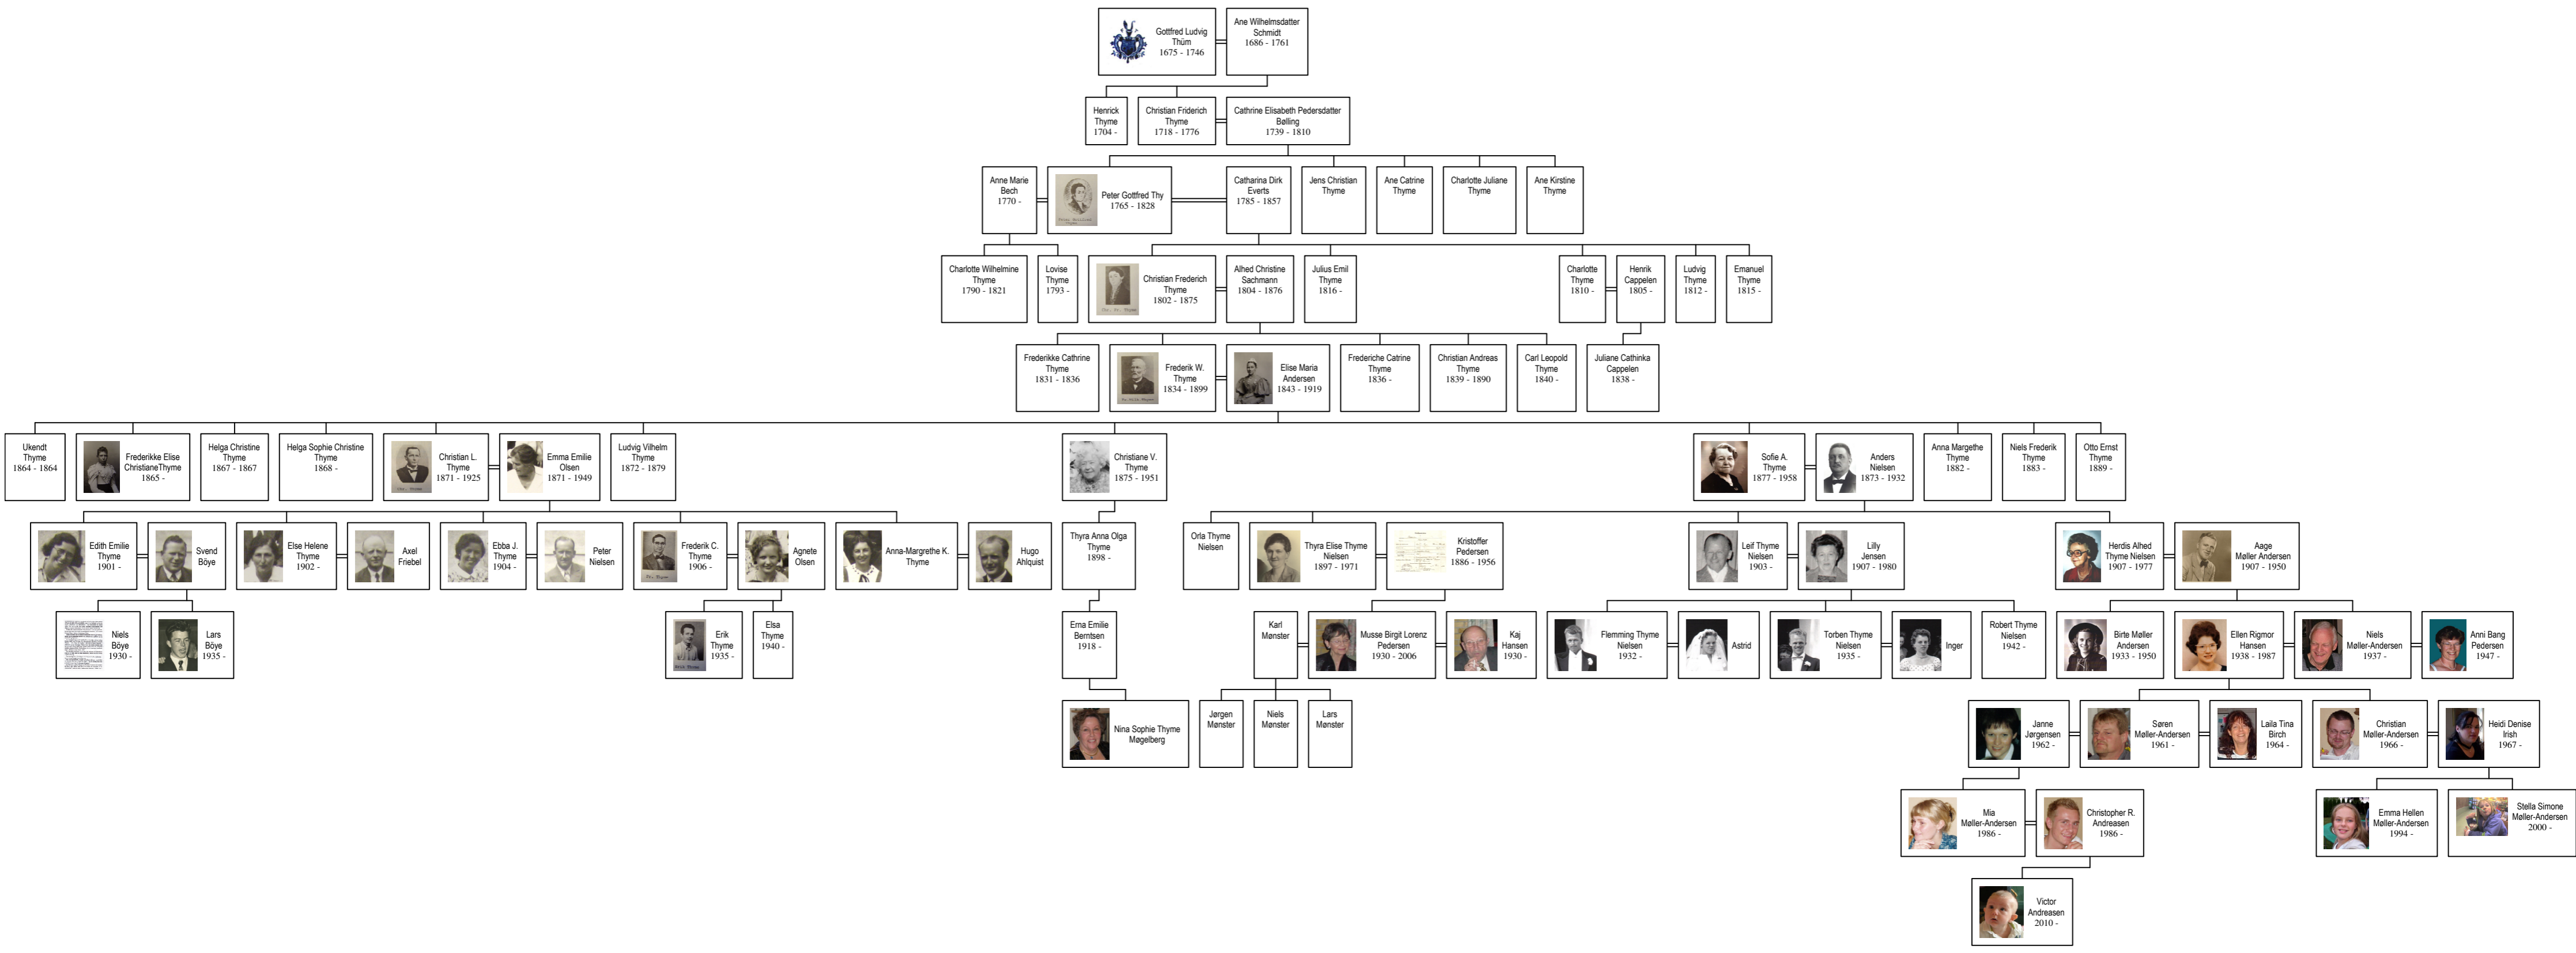 Gottfred Ludvig
Thüm
1675 - 1746
Ane Wilhelmsdatter
Schmidt
1686 - 1761
Henrick
Thyme
1704 -
Christian Friderich
Thyme
1718 - 1776
Cathrine Elisabeth Pedersdatter
Bølling
1739 - 1810
Anne Marie
Bech
1770 -
Peter Gottfred Thy
1765 - 1828
Catharina Dirk
Everts
1785 - 1857
Jens Christian
Thyme
Ane Catrine
Thyme
Charlotte Juliane
Thyme
Ane Kirstine
Thyme
Charlotte Wilhelmine
Thyme
1790 - 1821
Lovise
Thyme
1793 -
Christian Frederich
Thyme
1802 - 1875
Alhed Christine
Sachmann
1804 - 1876
Julius Emil
Thyme
1816 -
Charlotte
Thyme
1810 -
Henrik
Cappelen
1805 -
Ludvig
Thyme
1812 -
Emanuel
Thyme
1815 -
Frederikke Cathrine
Thyme
1831 - 1836
Frederik W.
Thyme
1834 - 1899
Elise Maria
Andersen
1843 - 1919
Frederiche Catrine
Thyme
1836 -
Christian Andreas
Thyme
1839 - 1890
Carl Leopold
Thyme
1840 -
Juliane Cathinka
Cappelen
1838 -
Ukendt
Thyme
1864 - 1864
Frederikke Elise
ChristianeThyme
1865 -
Helga Christine
Thyme
1867 - 1867
Helga Sophie Christine
Thyme
1868 -
Christian L.
Thyme
1871 - 1925
Emma Emilie
Olsen
1871 - 1949
Ludvig Vilhelm
Thyme
1872 - 1879
Christiane V.
Thyme
1875 - 1951
Sofie A.
Thyme
1877 - 1958
Anders
Nielsen
1873 - 1932
Anna Margethe
Thyme
1882 -
Niels Frederik
Thyme
1883 -
Otto Ernst
Thyme
1889 -
Edith Emilie
Thyme
1901 -
Svend
Böye
Else Helene
Thyme
1902 -
Axel
Friebel
Ebba J.
Thyme
1904 -
Peter
Nielsen
Frederik C.
Thyme
1906 -
Agnete
Olsen
Anna-Margrethe K.
Thyme
Hugo
Ahlquist
Thyra Anna Olga
Thyme
1898 -
Orla Thyme
Nielsen
Thyra Elise Thyme
Nielsen
1897 - 1971
Kristoffer
Pedersen
1886 - 1956
Leif Thyme
Nielsen
1903 -
Lilly
Jensen
1907 - 1980
Herdis Alhed
Thyme Nielsen
1907 - 1977
Aage
Møller Andersen
1907 - 1950
Niels
Böye
1930 -
Lars
Böye
1935 -
Erik
Thyme
1935 -
Elsa
Thyme
1940 -
Erna Emilie
Berntsen
1918 -
Karl
Mønster
Musse Birgit Lorenz
Pedersen
1930 - 2006
Kaj
Hansen
1930 -
Flemming Thyme
Nielsen
1932 -
Astrid
Torben Thyme
Nielsen
1935 -
Inger
Robert Thyme
Nielsen
1942 -
Birte Møller
Andersen
1933 - 1950
Ellen Rigmor
Hansen
1938 - 1987
Niels
Møller-Andersen
1937 -
Anni Bang
Pedersen
1947 -
Nina Sophie Thyme
Møgelberg
Jørgen
Mønster
Niels
Mønster
Lars
Mønster
Janne
Jørgensen
1962 -
Søren
Møller-Andersen
1961 -
Laila Tina
Birch
1964 -
Christian
Møller-Andersen
1966 -
Heidi Denise
Irish
1967 -
Mia
Møller-Andersen
1986 -
Christopher R.
Andreasen
1986 -
Emma Hellen
Møller-Andersen
1994 -
Stella Simone
Møller-Andersen
2000 -
Victor
Andreasen
2010 -